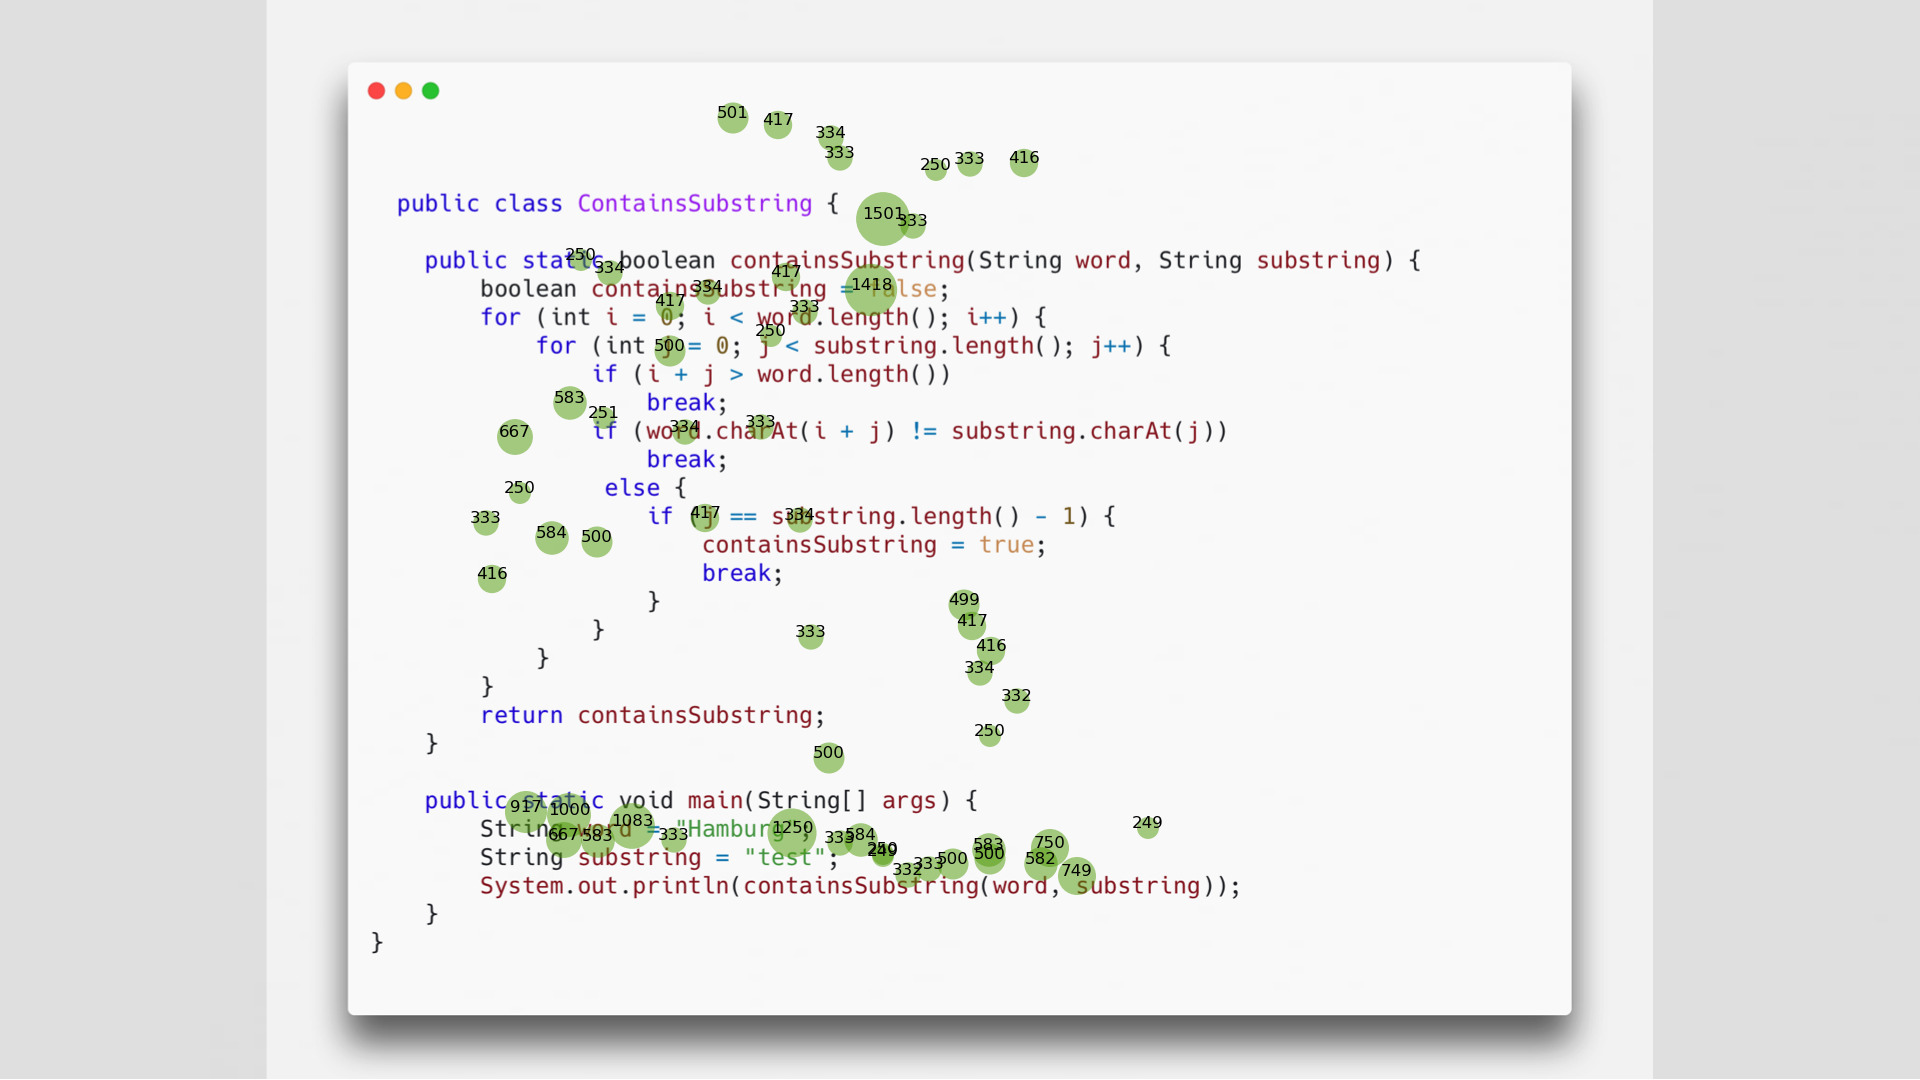 501 417 334
333 250 333 416
public class ContainsSubstring {
1501 333
250 334 417 1418
public static boolean containsSubstring(String word, String substring) {
boolean containsSubstring = false;
334 417 333
for (int i = 0; i < word.length(); i++) {
250 500
for (int j = 0; j < substring.length(); j++) {
if (i + j > word.length())
583 251
break;
667 334 333
if (word.charAt(i + j) != substring.charAt(j))
break;
250
else {
333 417 334
if (j == substring.length() - 1) {
584 500
containsSubstring = true;
416
break;
499
}
417
333
}
416
334
}
332
}
return containsSubstring;
250
}
500
917 1000
public static void main(String[] args) {
1083 1250 249
String word = "Hamburg";
667 583 333 333 584 583 750
250 249
String substring = "test";
332 333 500 500 582 749
System.out.println(containsSubstring(word, substring));
}
}